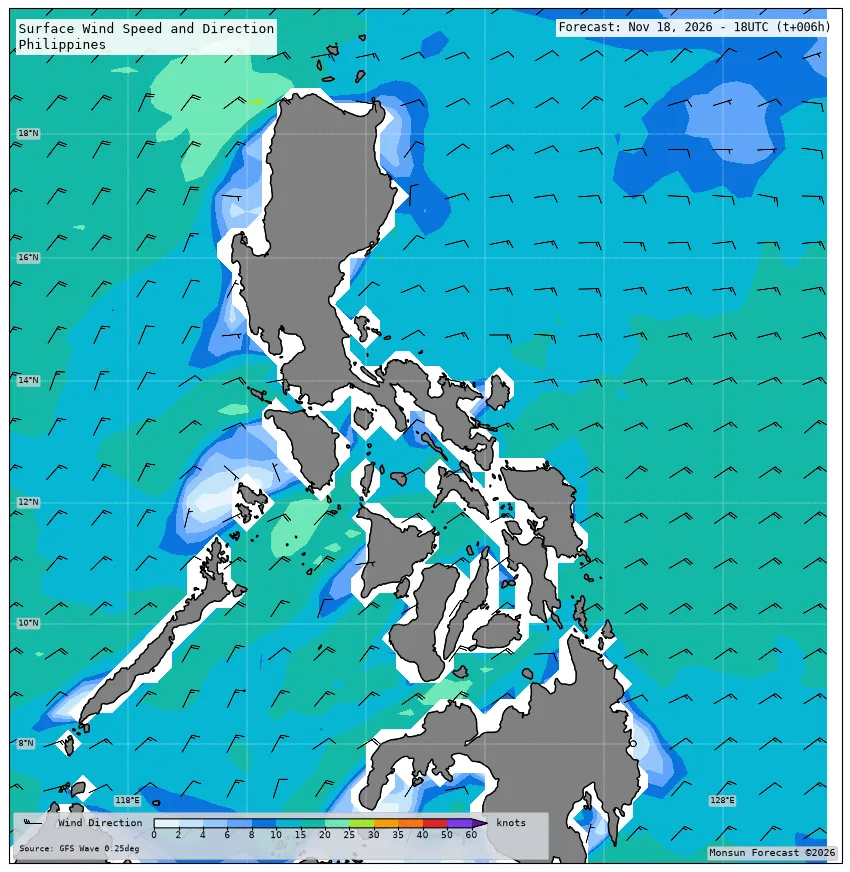 Surface Wind Speed and Direction
Philippines
Forecast: Nov 18, 2026 - 18UTC (t+006h)
18°N
16°N
14°N
12°N
10°N
8°N
118°E
128°E
Wind Direction
0 2 4 6 8 10 15 20 25 30 35 40 50 60 knots
Source: GFS Wave 0.25deg
Monsun Forecast ©2026